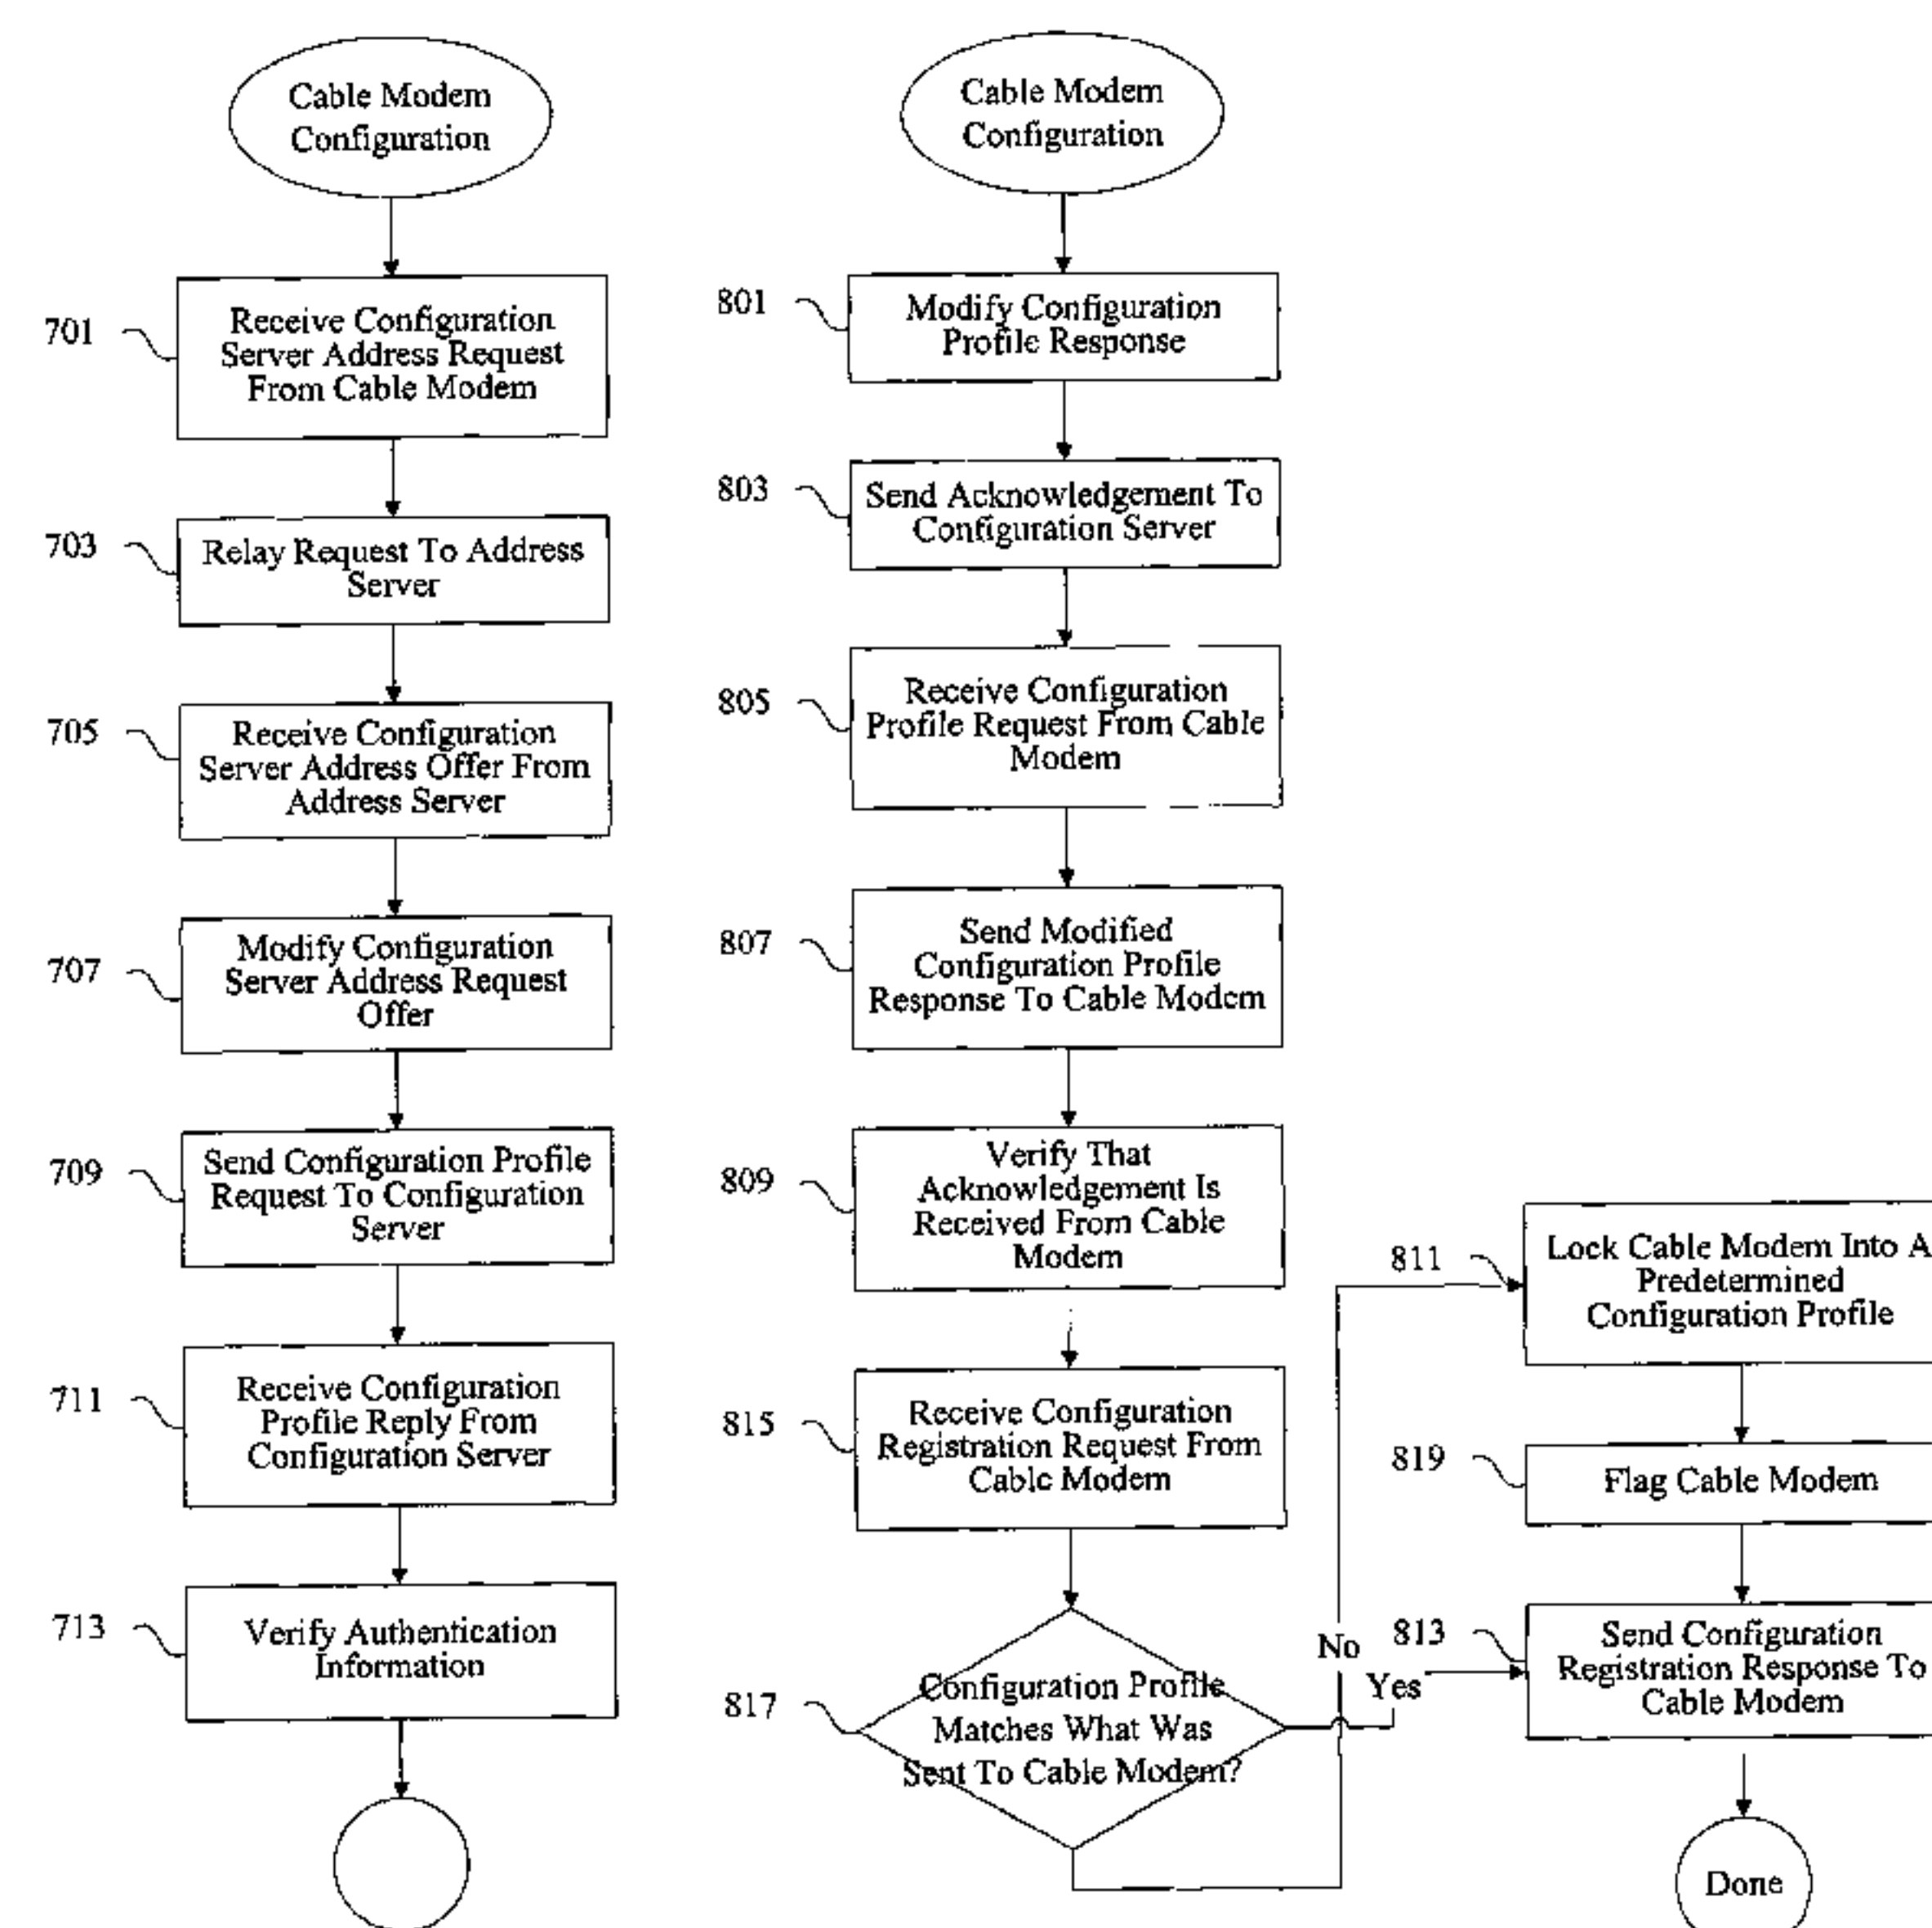 Cable Modem
Configuration
701
Receive Configuration
Server Address Request
From Cable Modem
703
Relay Request To Address
Server
705
Receive Configuration
Server Address Offer From
Address Server
707
Modify Configuration
Server Address Request
Offer
709
Send Configuration Profile
Request To Configuration
Server
711
Receive Configuration
Profile Reply From
Configuration Server
713
Verify Authentication
Information
Cable Modem
Configuration
801
Modify Configuration
Profile Response
803
Send Acknowledgement To
Configuration Server
805
Receive Configuration
Profile Request From Cable
Modem
807
Send Modified
Configuration Profile
Response To Cable Modem
809
Verify That
Acknowledgement Is
Received From Cable
Modem
815
Receive Configuration
Registration Request From
Cable Modem
817
Configuration Profile
Matches What Was
Sent To Cable Modem?
No
Yes
811
Lock Cable Modem Into A
Predetermined
Configuration Profile
819
Flag Cable Modem
813
Send Configuration
Registration Response To
Cable Modem
Done